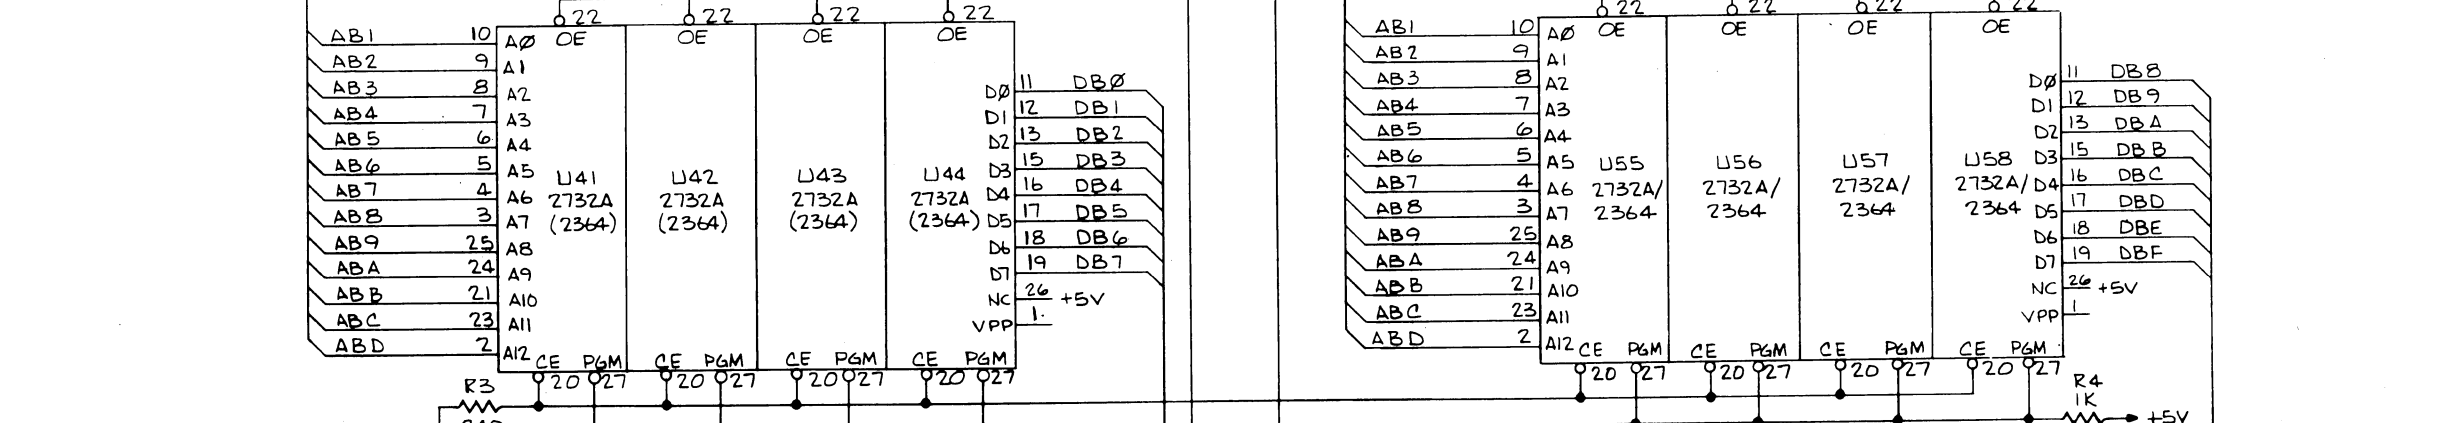 22 22 22 22
OE OE OE OE
AB1 10 AØ
AB2 9 A1
AB3 8 A2
AB4 7 A3
AB5 6 A4
AB6 5 A5
AB7 4 A6
AB8 3 A7
AB9 25 A8
ABA 24 A9
ABB 21 A10
ABC 23 A11
ABD 2 A12
U41 U42 U43 U44
2732A 2732A 2732A 2732A
(2364) (2364) (2364) (2364)
DØ 11 DBØ
D1 12 DB1
D2 13 DB2
D3 15 DB3
D4 16 DB4
D5 17 DB5
D6 18 DB6
D7 19 DB7
NC 26 +5V
VPP 1
CE PGM CE PGM CE PGM CE PGM
20 27 20 27 20 27 20 27
R3
22 22 22 22
OE OE OE OE
AB1 10 AØ
AB2 9 A1
AB3 8 A2
AB4 7 A3
AB5 6 A4
AB6 5 A5
AB7 4 A6
AB8 3 A7
AB9 25 A8
ABA 24 A9
ABB 21 A10
ABC 23 A11
ABD 2 A12
U55 U56 U57 U58
2732A/ 2732A/ 2732A/ 2732A/
2364 2364 2364 2364
DØ 11 DB8
D1 12 DB9
D2 13 DBA
D3 15 DBB
D4 16 DBC
D5 17 DBD
D6 18 DBE
D7 19 DBF
NC 26 +5V
VPP 1
CE PGM CE PGM CE PGM CE PGM
20 27 20 27 20 27 20 27
R4
1K
+5V